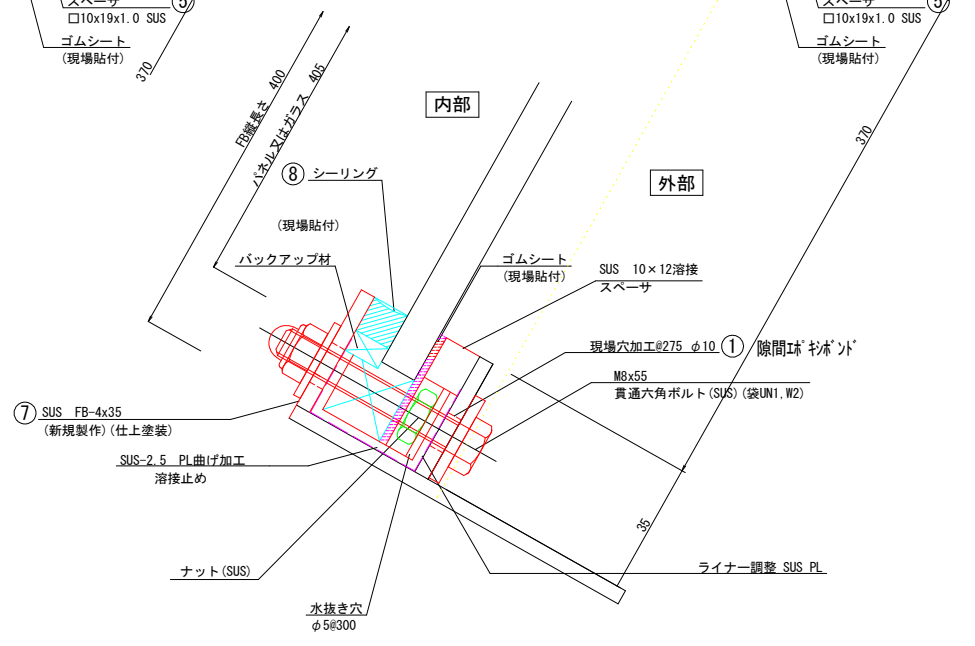 スペーサ
⑤
□10x19x1.0 SUS
ゴムシート
(現場貼付)
370
スペーサ
⑤
□10x19x1.0 SUS
ゴムシート
(現場貼付)
370
FB縦長さ 400
パネル又はガラス 405
内部
外部
⑧ シーリング
(現場貼付)
バックアップ材
ゴムシート
(現場貼付)
SUS 10×12溶接
スペーサ
現場穴加工@275 φ10 ① 隙間エポキシボンド
M8x55
貫通六角ボルト(SUS)(袋UN1,W2)
⑦ SUS FB-4x35
(新規製作)(仕上塗装)
SUS-2.5 PL曲げ加工
溶接止め
35
ナット(SUS)
ライナー調整 SUS PL
水抜き穴
φ5@300